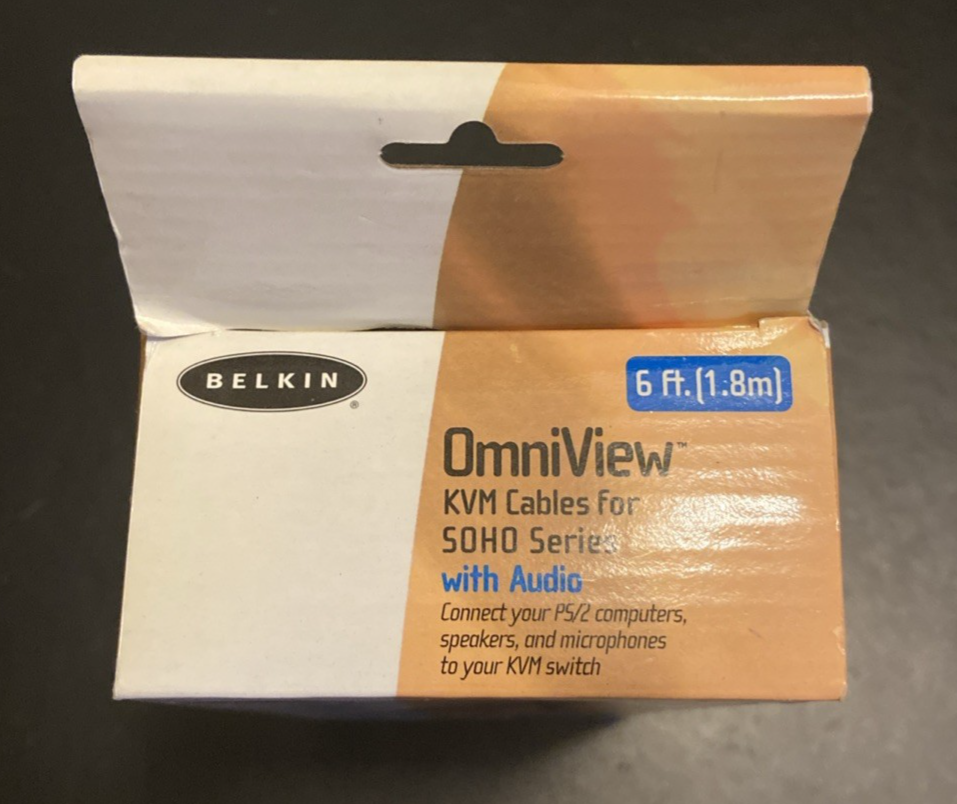 BELKIN
®
6 ft.(1.8m)
OmniView™
KVM Cables for
SOHO Series
with Audio
Connect your PS/2 computers,
speakers, and microphones
to your KVM switch